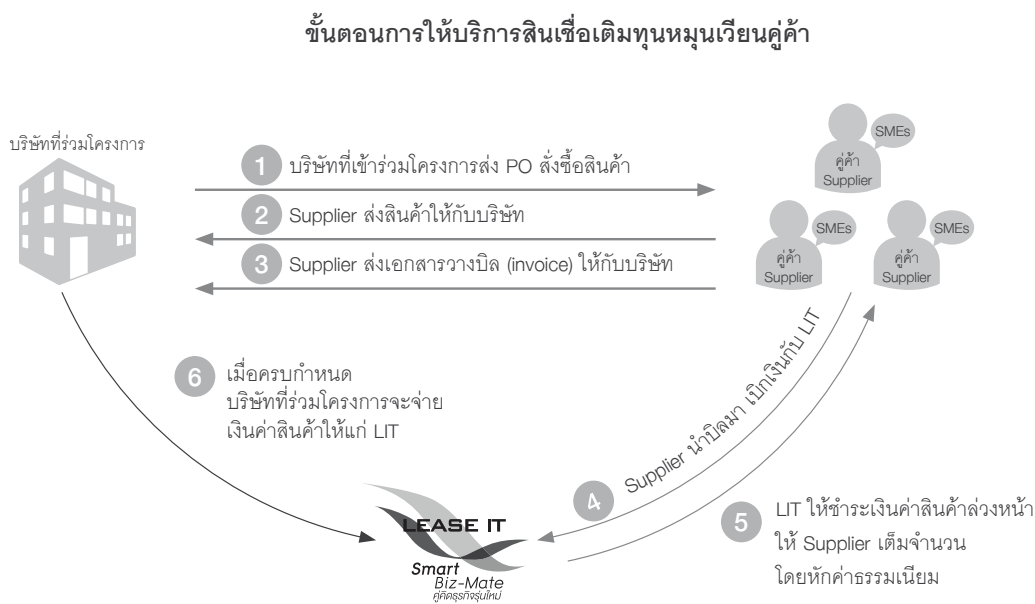 ขั้นตอนการให้บริการสินเชื่อเติมทุนหมุนเวียนคู่ค้า
บริษัทที่ร่วมโครงการ
1 บริษัทที่เข้าร่วมโครงการส่ง PO สั่งซื้อสินค้า
2 Supplier ส่งสินค้าให้กับบริษัท
3 Supplier ส่งเอกสารวางบิล (invoice) ให้กับบริษัท
SMEs
คู่ค้า
Supplier
SMEs
คู่ค้า
Supplier
SMEs
คู่ค้า
Supplier
4 Supplier นำบิลมา เบิกเงินกับ LIT
5 LIT ให้ชำระเงินค่าสินค้าล่วงหน้า
ให้ Supplier เต็มจำนวน
โดยหักค่าธรรมเนียม
6 เมื่อครบกำหนด
บริษัทที่ร่วมโครงการจะจ่าย
เงินค่าสินค้าให้แก่ LIT
LEASE IT
Smart
Biz-Mate
คู่คิดธุรกิจรุ่นใหม่